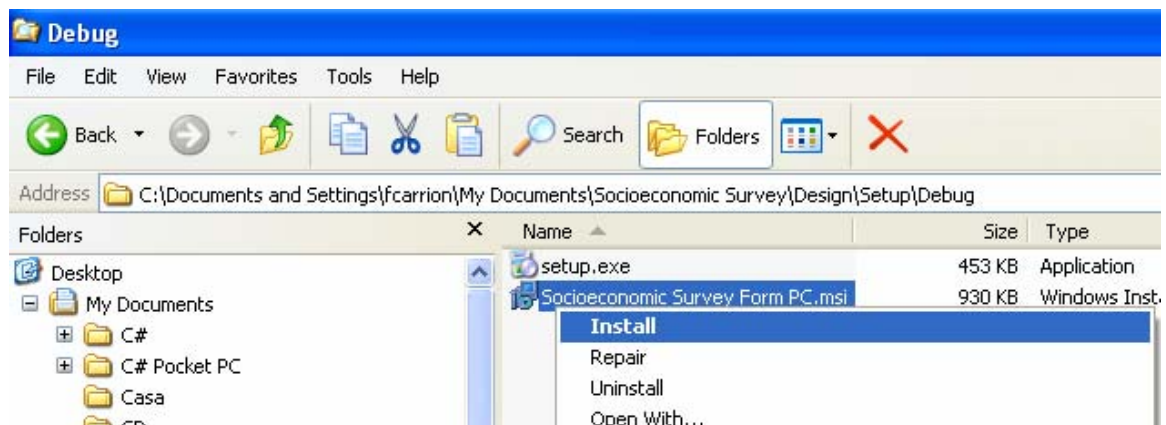 Debug
File Edit View Favorites Tools Help
Back Search Folders
Address C:\Documents and Settings\fcarrion\My Documents\Socioeconomic Survey\Design\Setup\Debug
Folders Name Size Type
Desktop setup.exe 453 KB Application
My Documents Socioeconomic Survey Form PC.msi 930 KB Windows Inst
C# Install
C# Pocket PC Repair
Casa Uninstall
Open With...